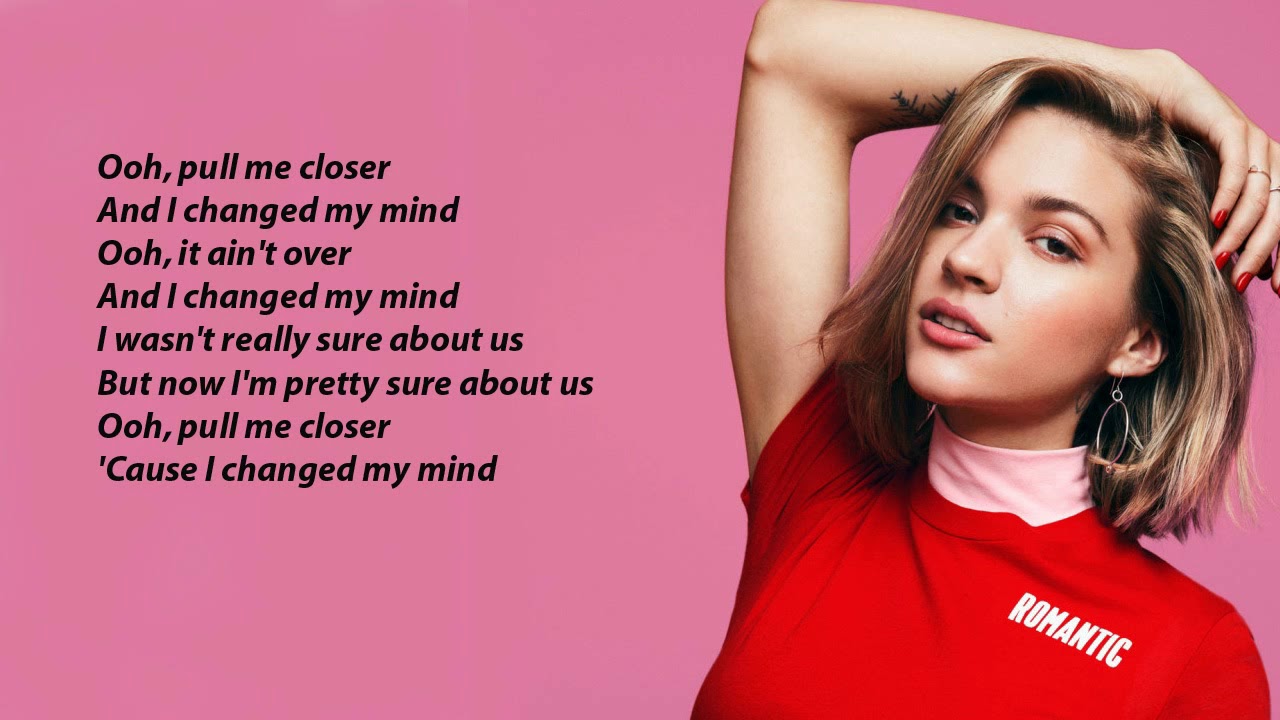 Ooh, pull me closer
And I changed my mind
Ooh, it ain't over
And I changed my mind
I wasn't really sure about us
But now I'm pretty sure about us
Ooh, pull me closer
'Cause I changed my mind
ROMANTIC